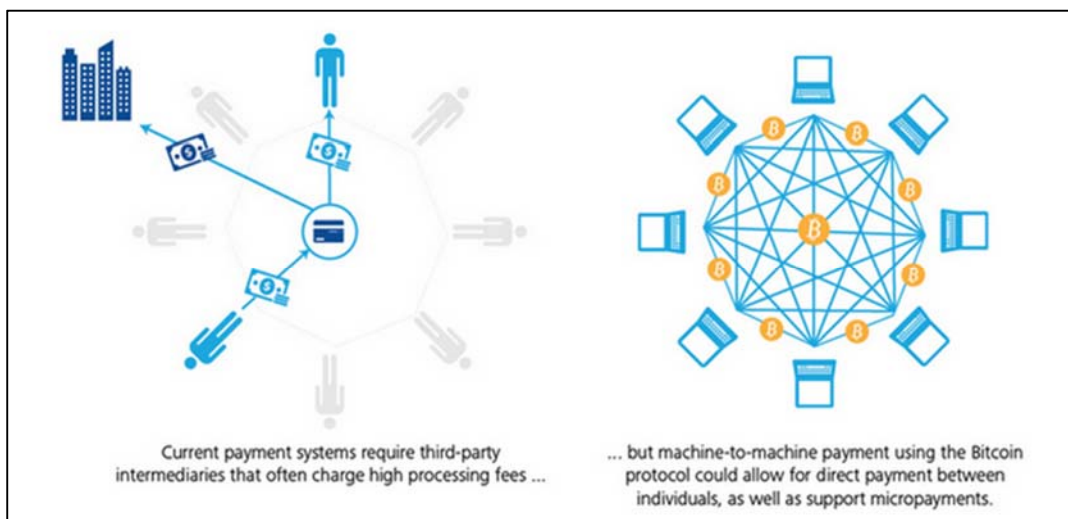 Current payment systems require third-party
intermediaries that often charge high processing fees ...
... but machine-to-machine payment using the Bitcoin
protocol could allow for direct payment between
individuals, as well as support micropayments.